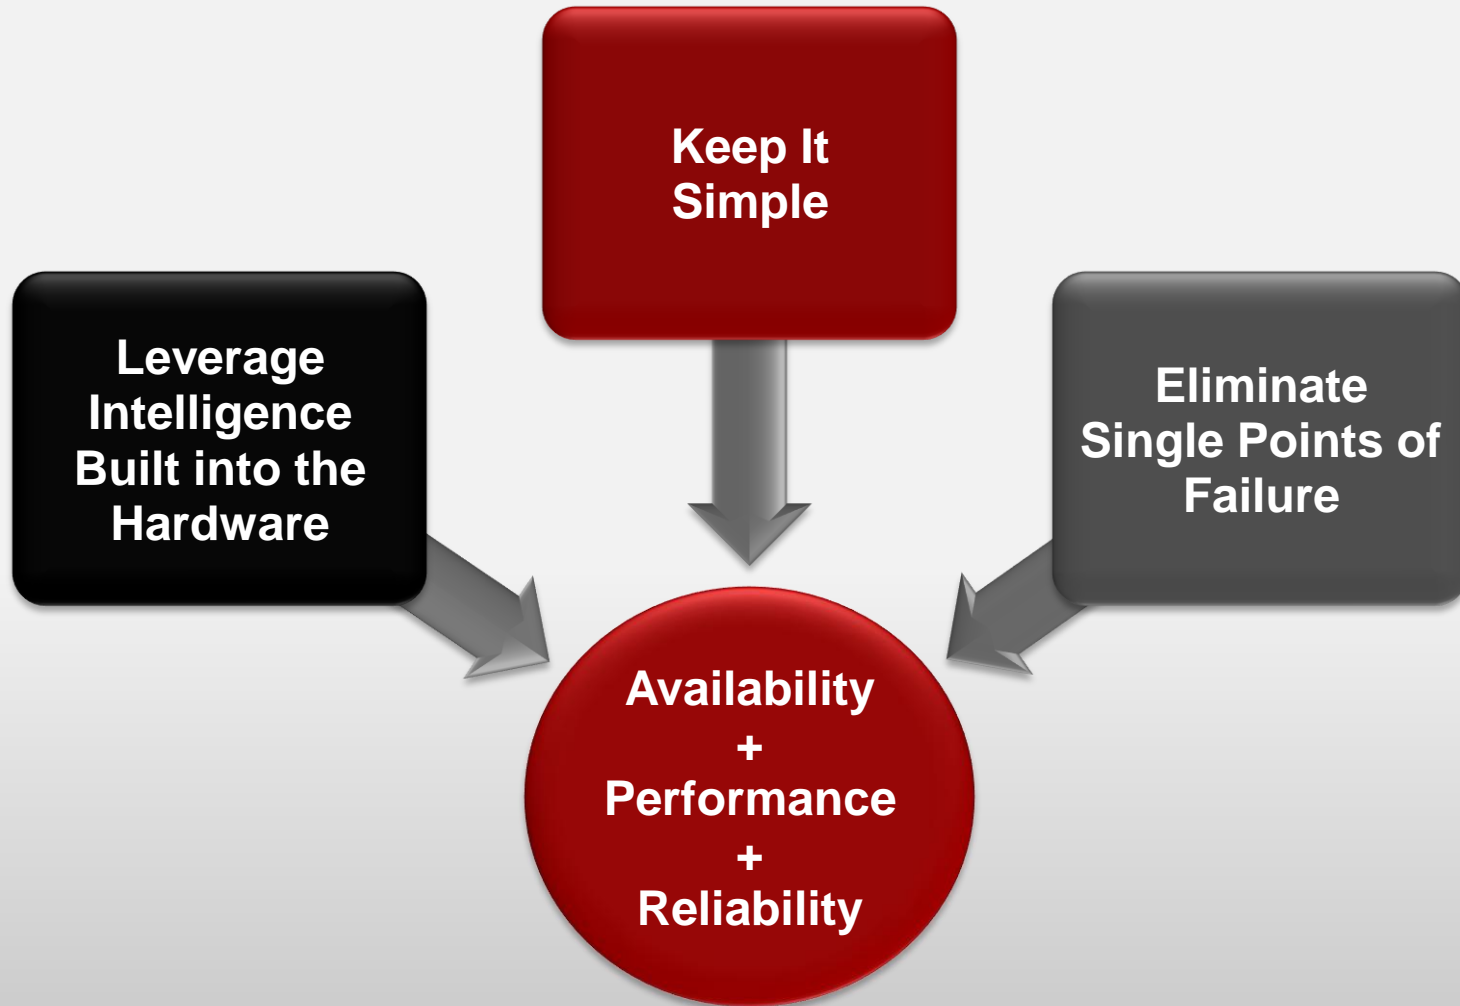 Keep It
Simple
Leverage
Intelligence
Built into the
Hardware
Eliminate
Single Points of
Failure
Availability
+
Performance
+
Reliability